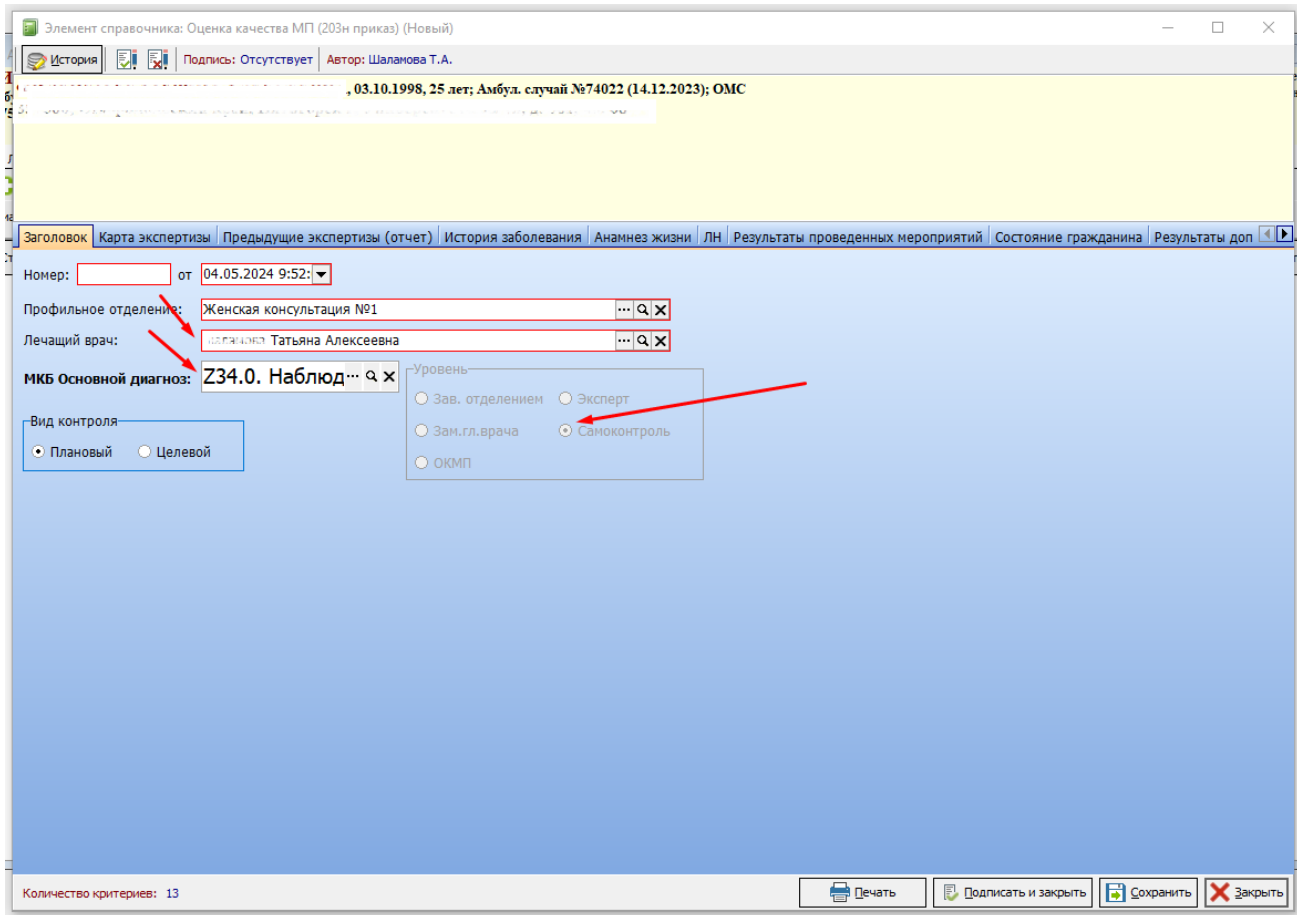 Элемент справочника: Оценка качества МП (203н приказ) (Новый)
История Подпись: Отсутствует Автор: Шаламова Т.А.
, 03.10.1998, 25 лет; Амбул. случай №74022 (14.12.2023); ОМС
Заголовок Карта экспертизы Предыдущие экспертизы (отчет) История заболевания Анамнез жизни ЛН Результаты проведенных мероприятий Состояние гражданина Результаты доп
Номер: от 04.05.2024 9:52:
Профильное отделение: Женская консультация №1
Лечащий врач: Татьяна Алексеевна
МКБ Основной диагноз: Z34.0. Наблюд
Уровень
Зав. отделением Эксперт
Вид контроля
Зам.гл.врача Самоконтроль
Плановый Целевой
ОКМП
Количество критериев: 13
Печать Подписать и закрыть Сохранить Закрыть